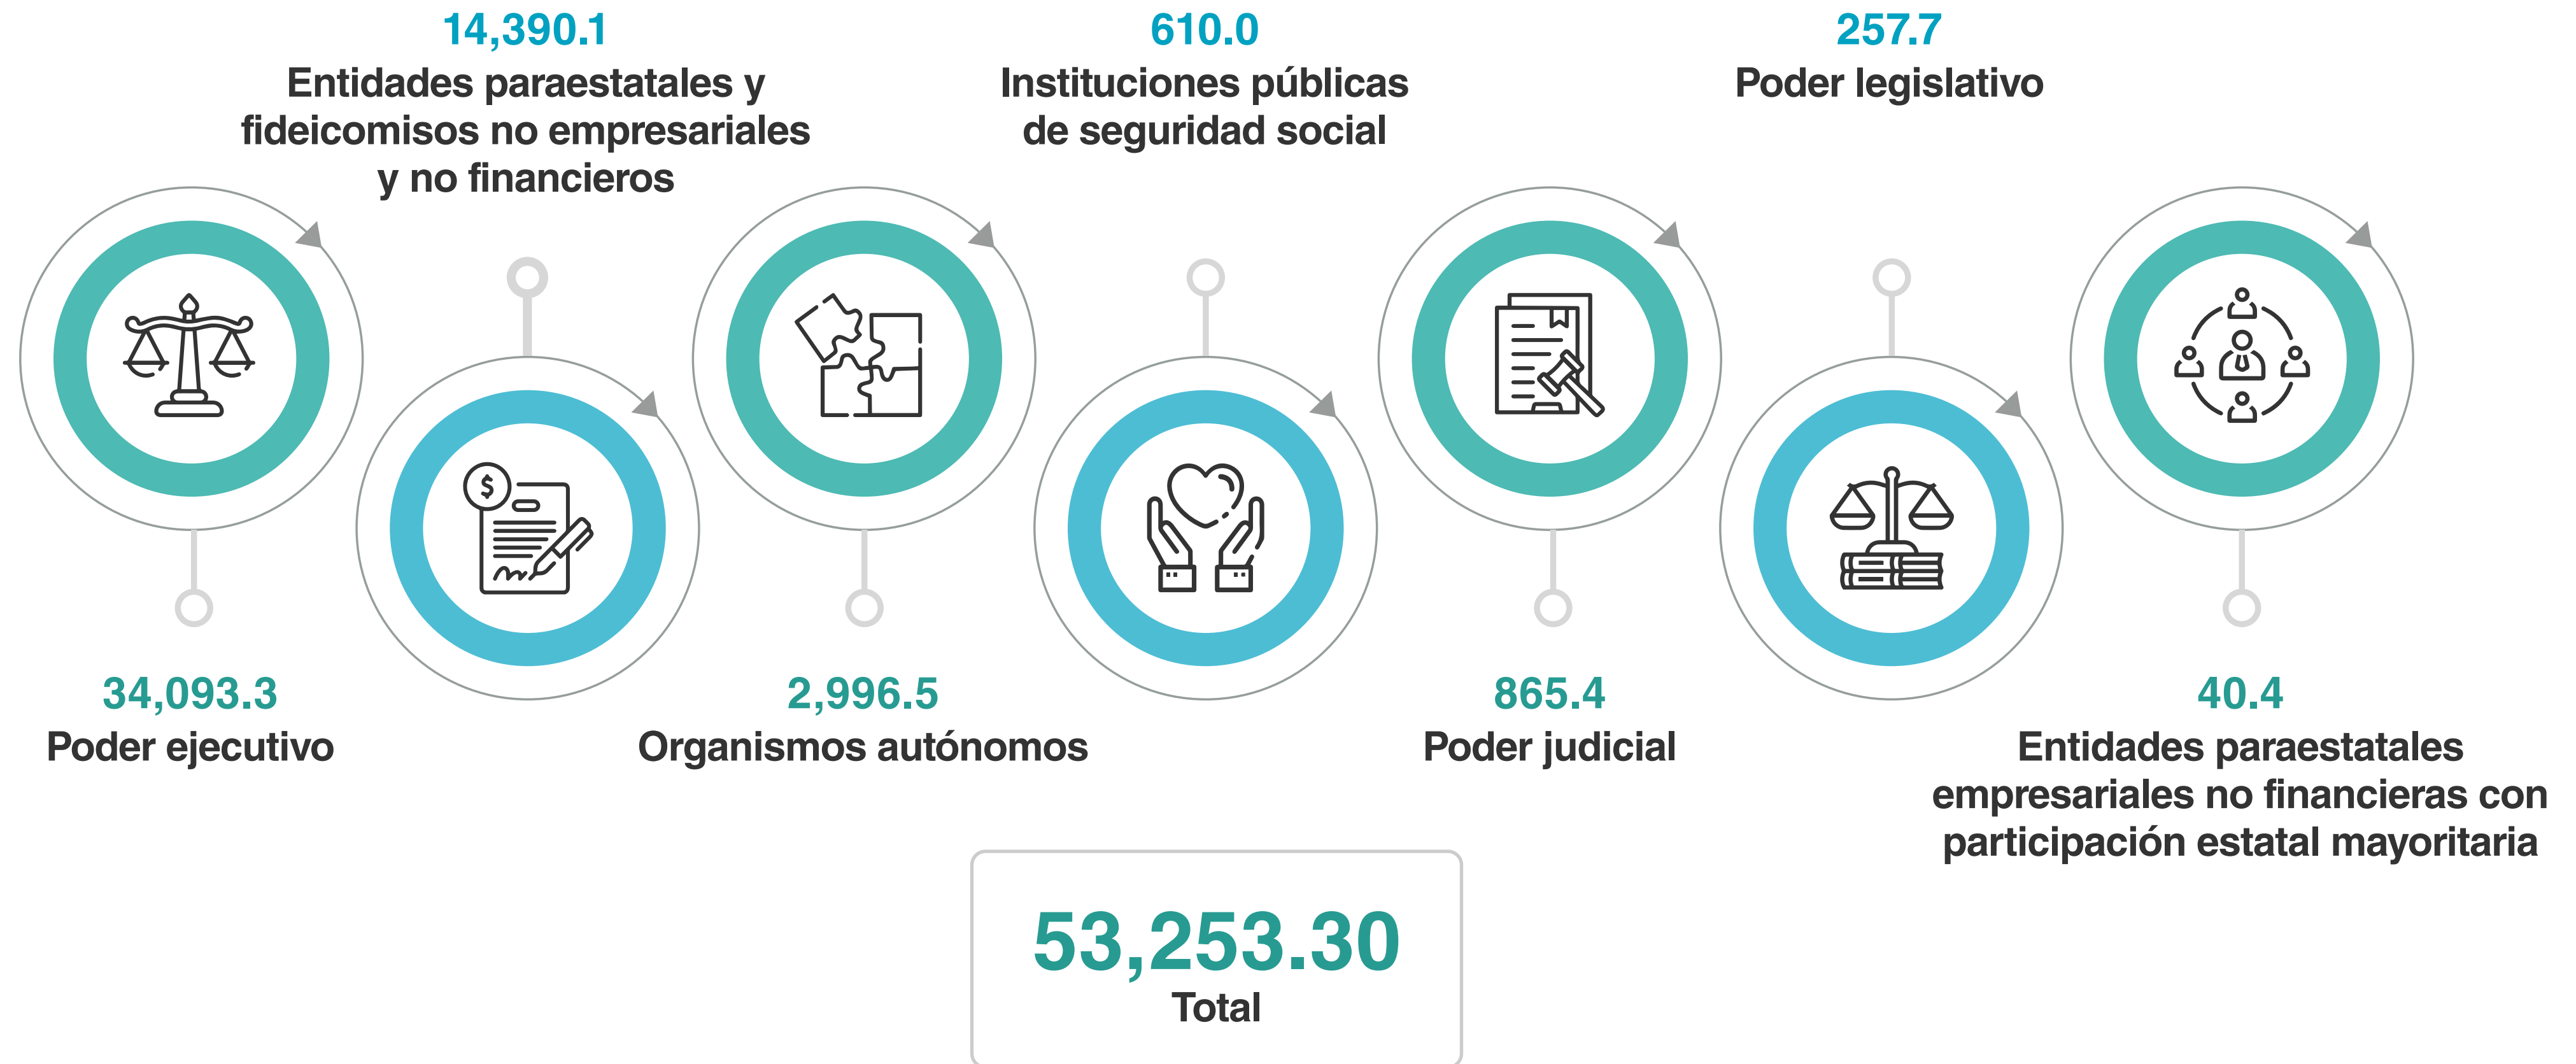 14,390.1
Entidades paraestatales y
fideicomisos no empresariales
y no financieros
610.0
Instituciones públicas
de seguridad social
257.7
Poder legislativo
$
34,093.3
Poder ejecutivo
2,996.5
Organismos autónomos
865.4
Poder judicial
40.4
Entidades paraestatales
empresariales no financieras con
participación estatal mayoritaria
53,253.30
Total